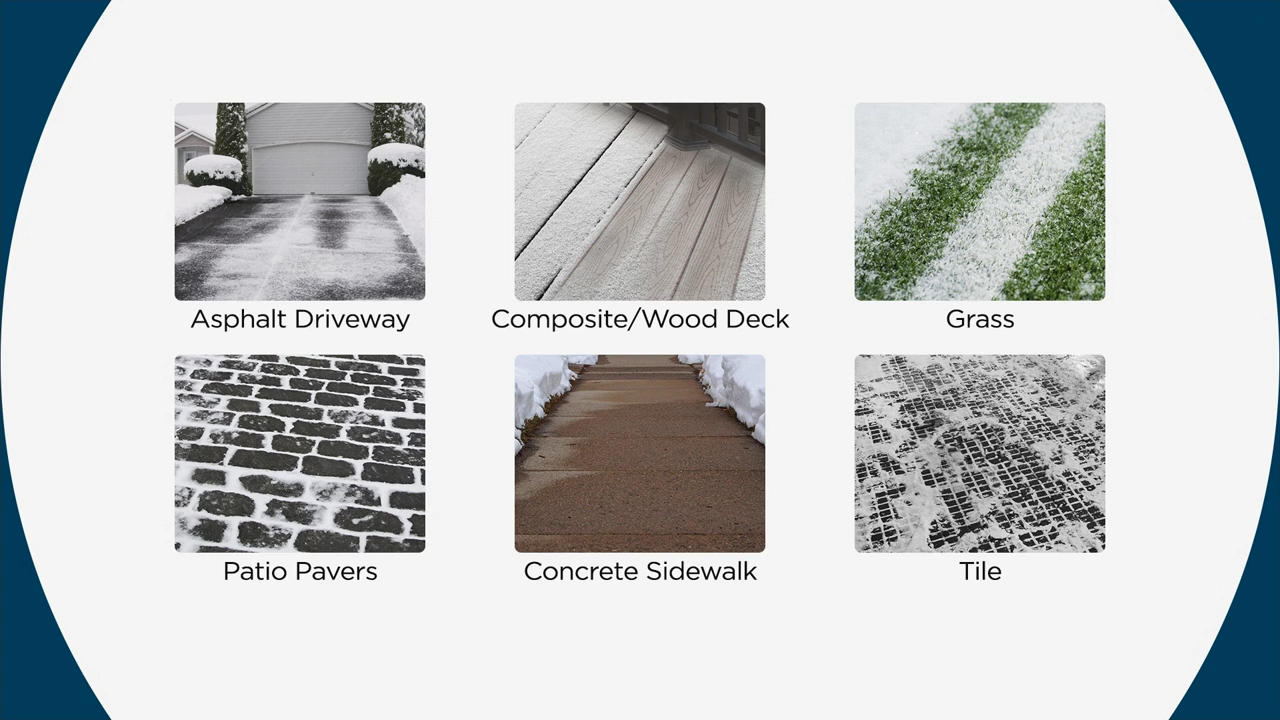 Asphalt Driveway
Composite/Wood Deck
Grass
Patio Pavers
Concrete Sidewalk
Tile